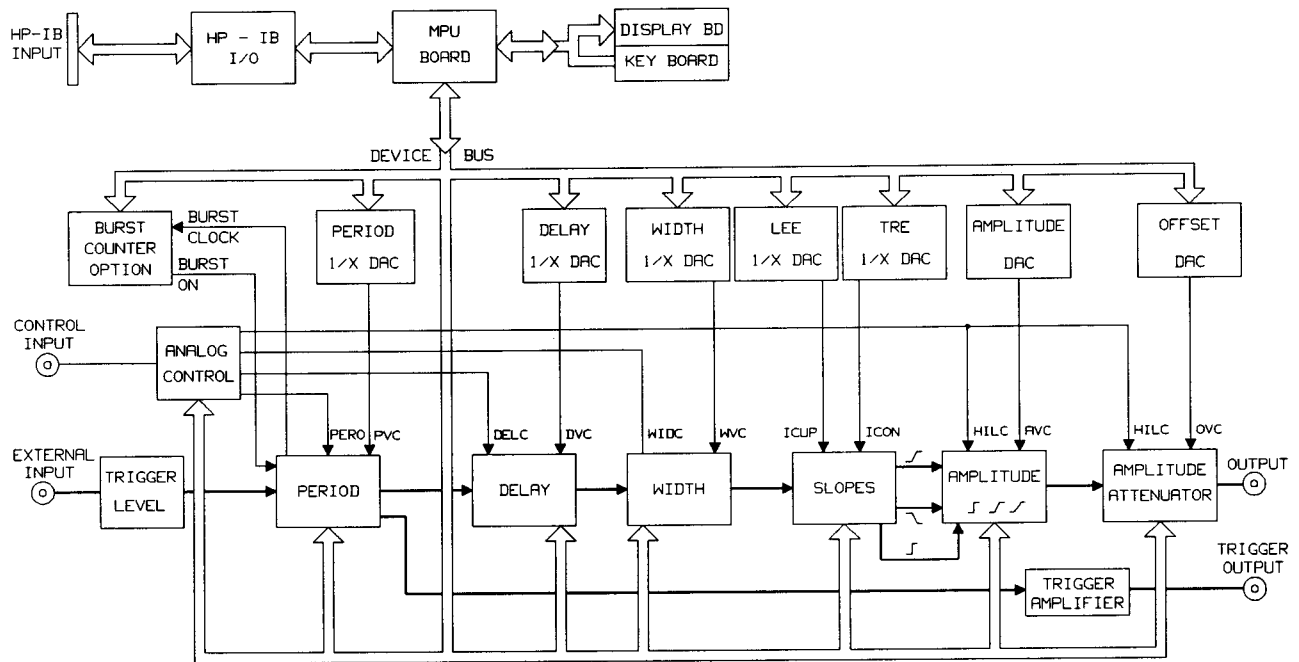 HP-IB
INPUT
HP - IB
I/O
MPU
BOARD
DISPLAY BD
KEY BOARD
DEVICE BUS
BURST
COUNTER
OPTION
BURST
CLOCK
BURST
ON
PERIOD
1/X DAC
DELAY
1/X DAC
WIDTH
1/X DAC
LEE
1/X DAC
TRE
1/X DAC
AMPLITUDE
DAC
OFFSET
DAC
CONTROL
INPUT
ANALOG
CONTROL
PERO
PVC
DELC
DVC
WIDC
WVC
ICUP
ICON
HILC
AVC
HILC
OVC
EXTERNAL
INPUT
TRIGGER
LEVEL
PERIOD
DELAY
WIDTH
SLOPES
AMPLITUDE
AMPLITUDE
ATTENUATOR
OUTPUT
TRIGGER
AMPLIFIER
TRIGGER
OUTPUT